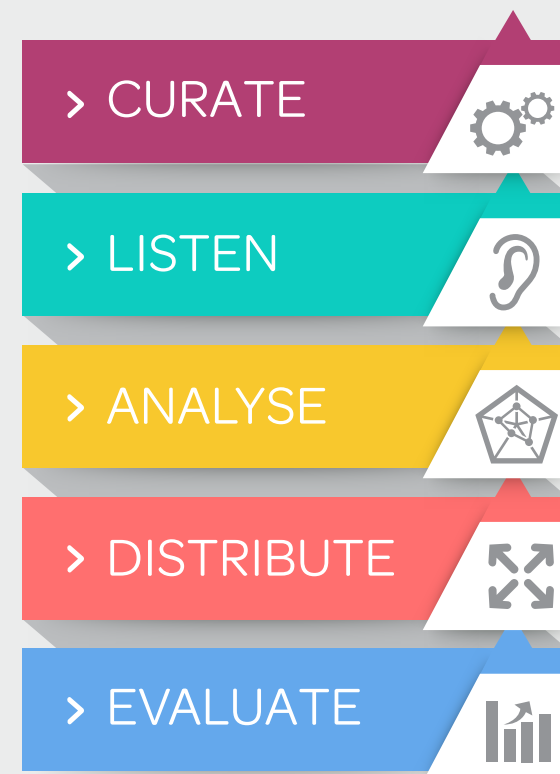 > CURATE
> LISTEN
> ANALYSE
> DISTRIBUTE
> EVALUATE